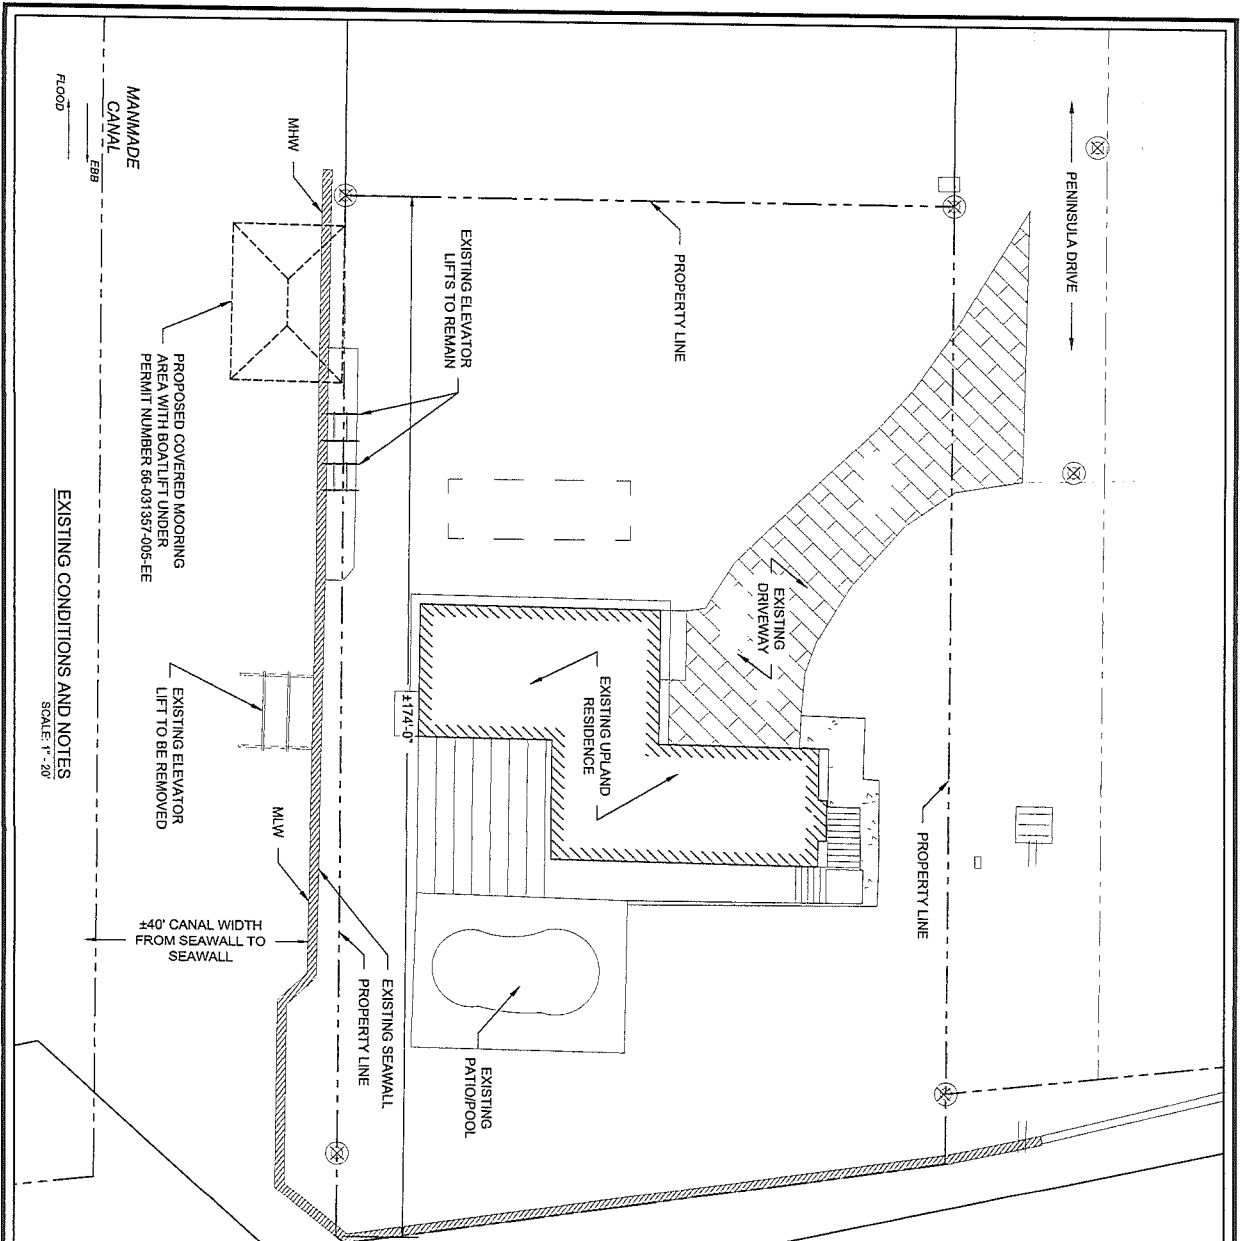 MANMADE
CANAL
FLOOD
EBB
MHW
PENINSULA DRIVE
PROPERTY LINE
EXISTING ELEVATOR
LIFTS TO REMAIN
PROPOSED COVERED MOORING
AREA WITH BOATLIFT UNDER
PERMIT NUMBER 56-031357-005-EE
EXISTING
DRIVEWAY
EXISTING UPLAND
RESIDENCE
±174'-0"
EXISTING ELEVATOR
LIFT TO BE REMOVED
MLW
PROPERTY LINE
±40' CANAL WIDTH
FROM SEAWALL TO
SEAWALL
EXISTING SEAWALL
PROPERTY LINE
EXISTING
PATIO/POOL
EXISTING CONDITIONS AND NOTES
SCALE: 1" - 20'